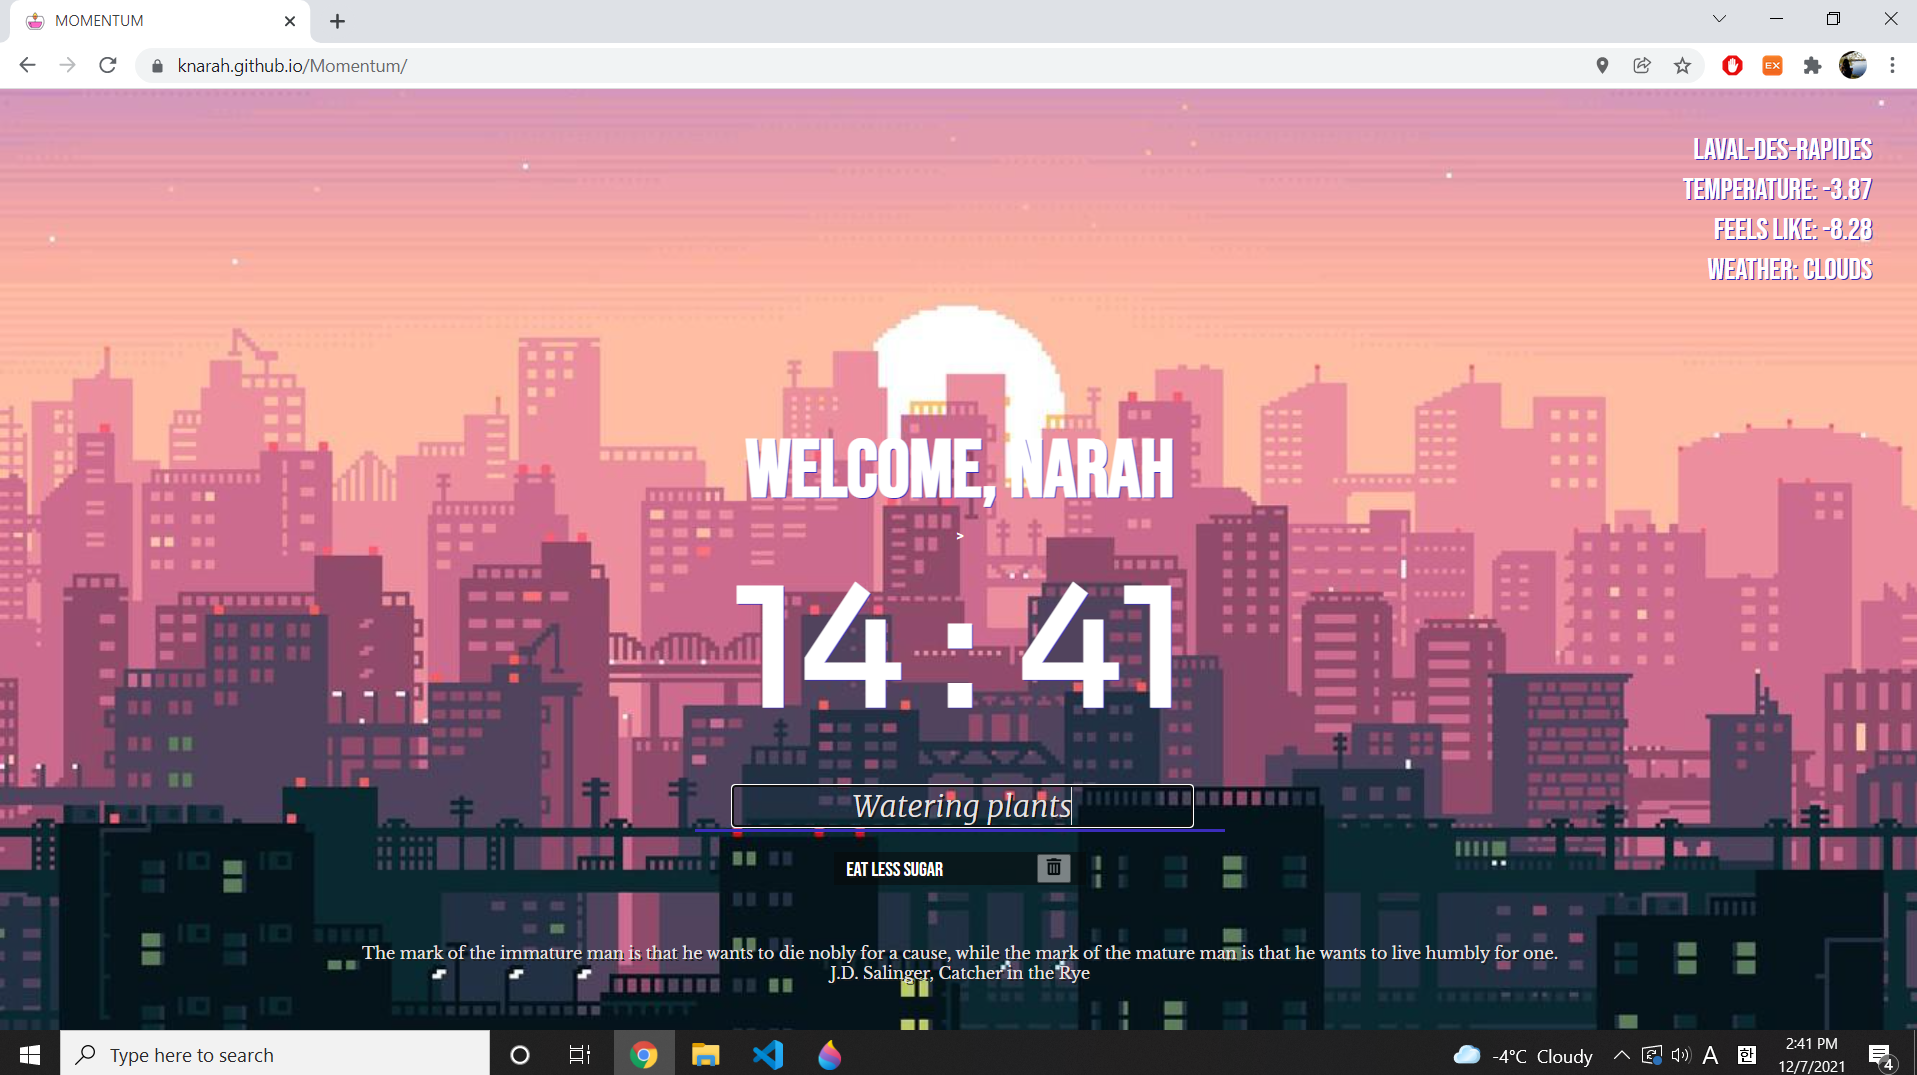 MOMENTUM
knarah.github.io/Momentum/
EX
LAVAL-DES-RAPIDES
TEMPERATURE: -3.87
FEELS LIKE: -8.28
WEATHER: CLOUDS
WELCOME, NARAH
>
14 : 41
Watering plants
EAT LESS SUGAR
The mark of the immature man is that he wants to die nobly for a cause, while the mark of the mature man is that he wants to live humbly for one.
J.D. Salinger, Catcher in the Rye
Type here to search
-4°C Cloudy
A
한
2:41 PM
12/7/2021
4